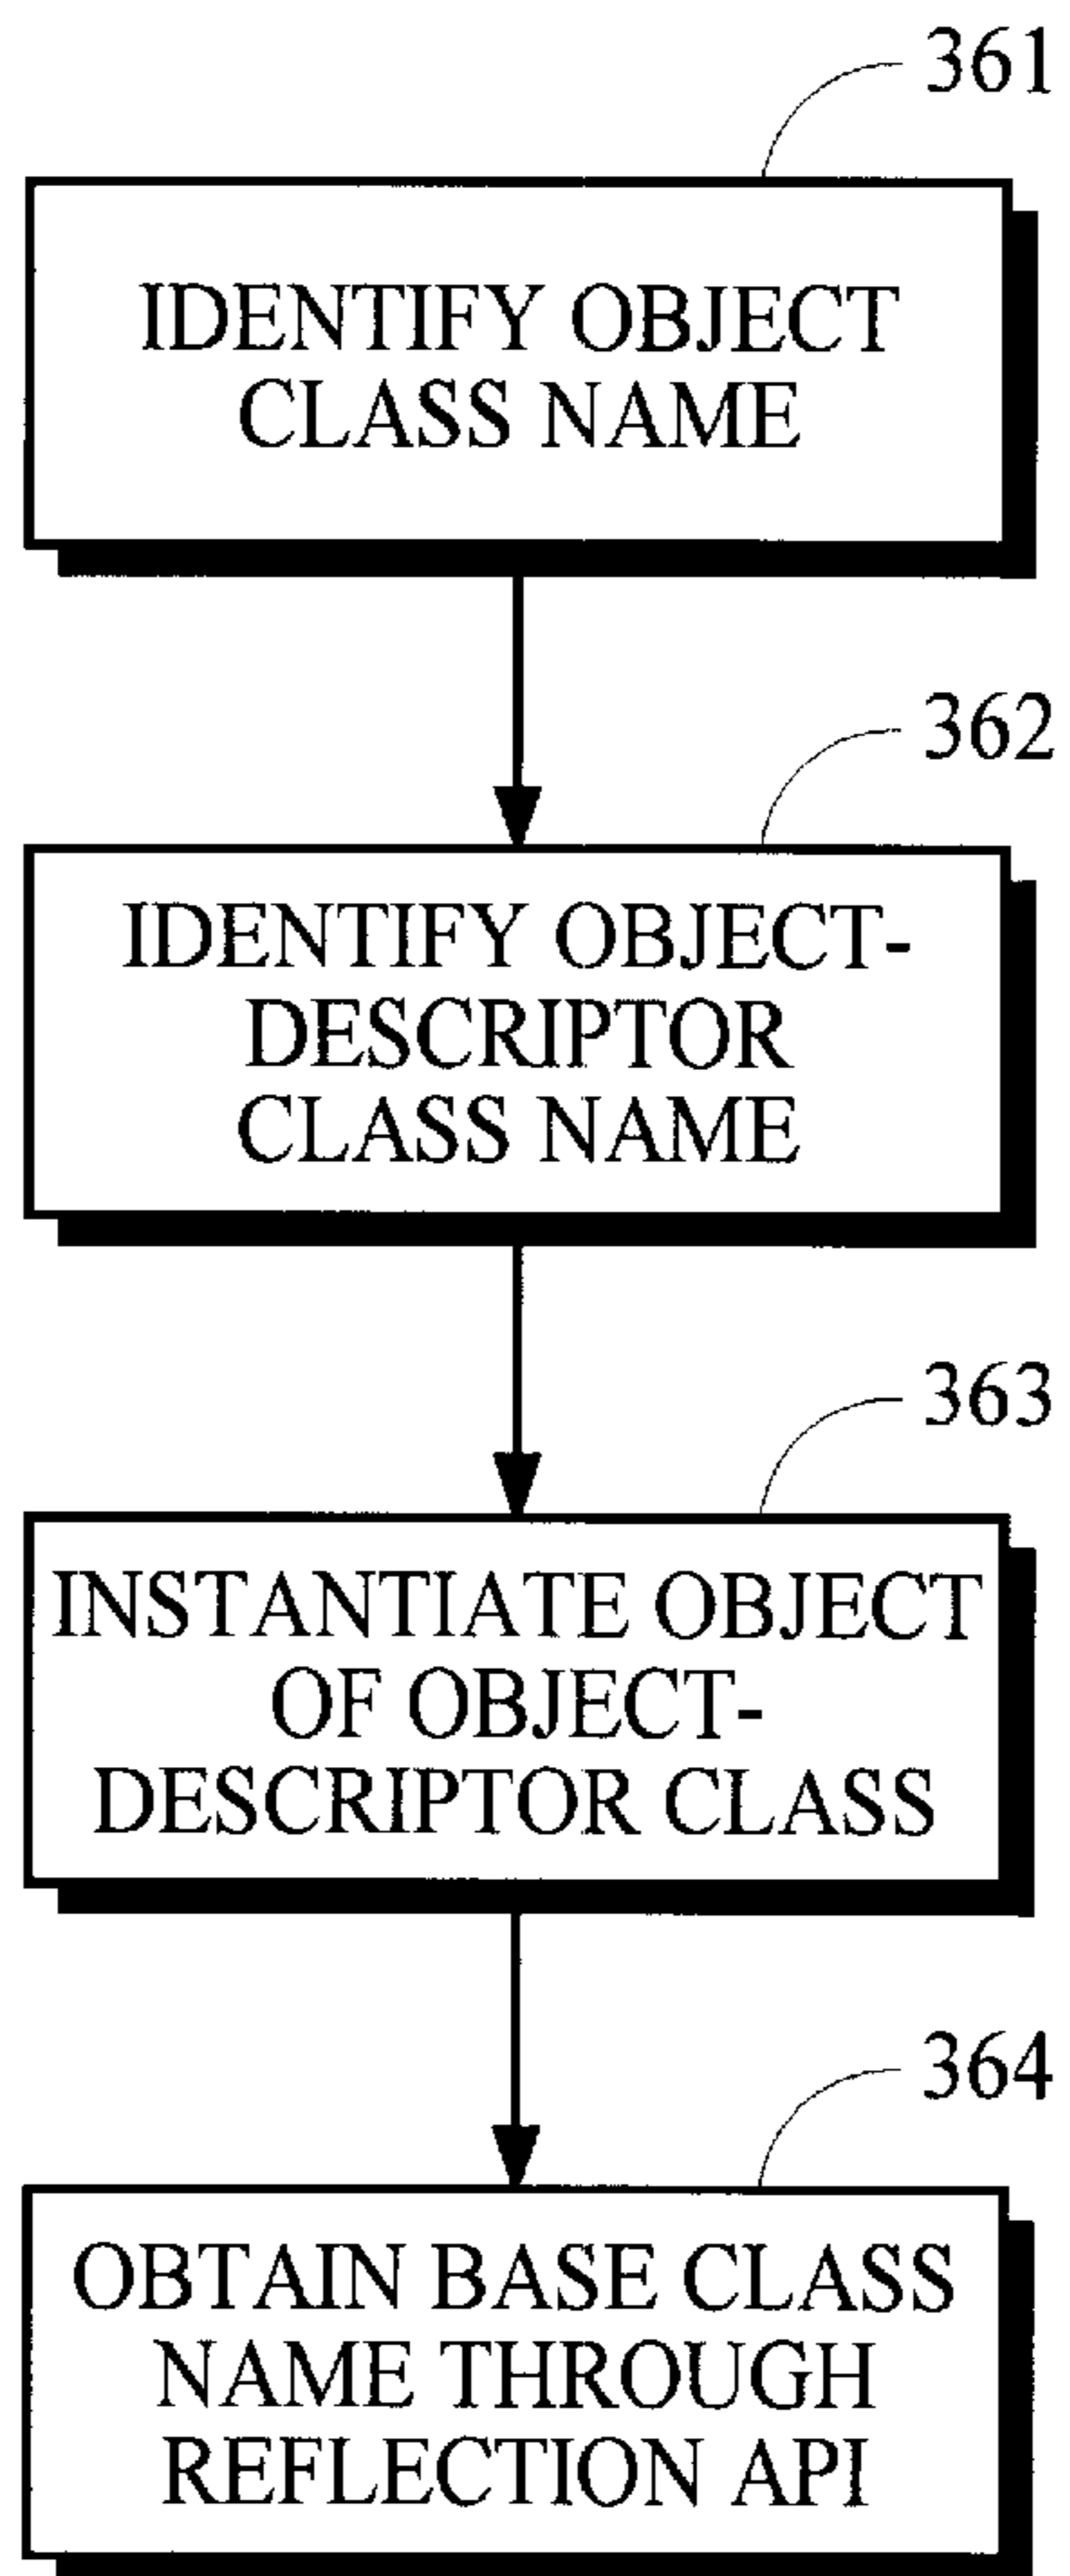 361
IDENTIFY OBJECT
CLASS NAME
362
IDENTIFY OBJECT-
DESCRIPTOR
CLASS NAME
363
INSTANTIATE OBJECT
OF OBJECT-
DESCRIPTOR CLASS
364
OBTAIN BASE CLASS
NAME THROUGH
REFLECTION API